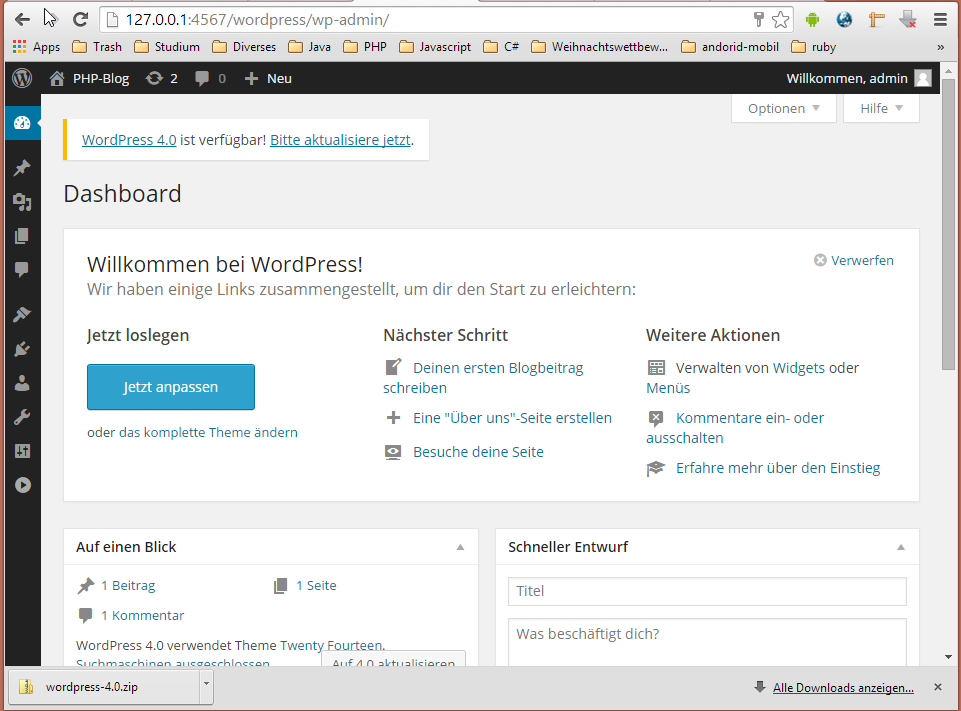 127.0.0.1:4567/wordpress/wp-admin/
Apps Trash Studium Diverses Java PHP Javascript C# Weihnachtswettbew... andorid-mobil ruby »
PHP-Blog 2 0 Neu Willkommen, admin
Optionen Hilfe
WordPress 4.0 ist verfügbar! Bitte aktualisiere jetzt.
Dashboard
Willkommen bei WordPress!
Verwerfen
Wir haben einige Links zusammengestellt, um dir den Start zu erleichtern:
Jetzt loslegen
Jetzt anpassen
oder das komplette Theme ändern
Nächster Schritt
Deinen ersten Blogbeitrag
schreiben
Eine "Über uns"-Seite erstellen
Besuche deine Seite
Weitere Aktionen
Verwalten von Widgets oder
Menüs
Kommentare ein- oder
ausschalten
Erfahre mehr über den Einstieg
Auf einen Blick
1 Beitrag 1 Seite
1 Kommentar
WordPress 4.0 verwendet Theme Twenty Fourteen.
Suchmaschinen ausgeschlossen
Auf 4.0 aktualisieren
Schneller Entwurf
Titel
Was beschäftigt dich?
wordpress-4.0.zip
Alle Downloads anzeigen...